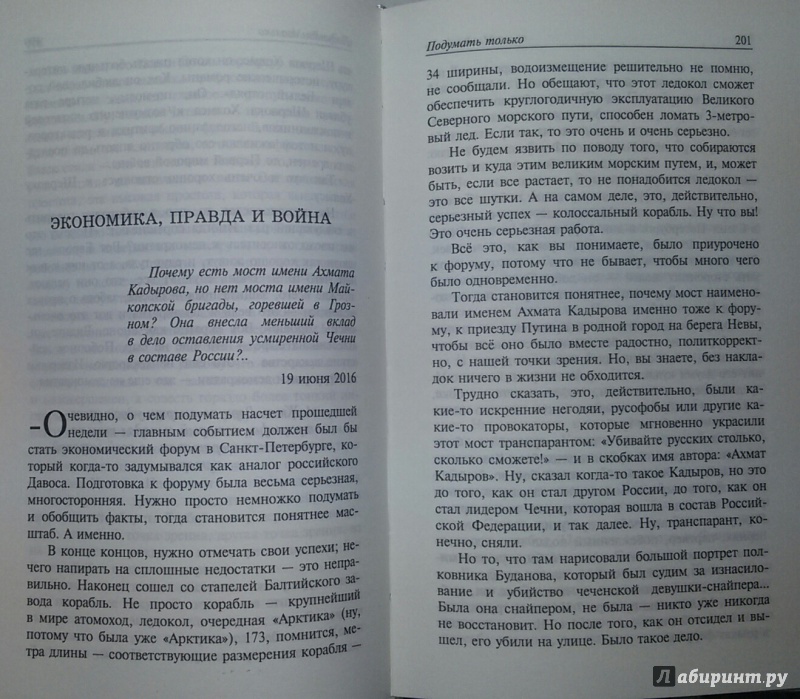 ЭКОНОМИКА, ПРАВДА И ВОЙНА
Почему есть мост имени Ахмата
Кадырова, но нет моста имени Май-
копской бригады, горевшей в Гроз-
ном? Она внесла меньший вклад
в дело оставления усмиренной Чечни
в составе России?..
19 июня 2016
-Очевидно, о чем подумать насчет прошедшей
недели — главным событием должен был бы
стать экономический форум в Санкт-Петербурге, ко-
торый когда-то задумывался как аналог российского
Давоса. Подготовка к форуму была весьма серьезная,
многосторонняя. Нужно просто немножко подумать
и обобщить факты, тогда становится понятнее мас-
штаб. А именно.
В конце концов, нужно отмечать свои успехи; не-
чего напирать на сплошные недостатки — это непра-
вильно. Наконец сошел со стапелей Балтийского за-
вода корабль. Не просто корабль — крупнейший
в мире атомоход, ледокол, очередная «Арктика» (ну,
потому что была уже «Арктика»), 173, помнится, ме-
тра длины — соответствующие размерения корабля —
Подумать только
201
34 ширины, водоизмещение решительно не помню,
не сообщали. Но обещают, что этот ледокол сможет
обеспечить круглогодичную эксплуатацию Великого
Северного морского пути, способен ломать 3-метро-
вый лед. Если так, то это очень и очень серьезно.
Не будем язвить по поводу того, что собираются
возить и куда этим великим морским путем, и, может
быть, если все растает, то не понадобится ледокол —
это все шутки. А на самом деле, это, действительно,
серьезный успех — колоссальный корабль. Ну что вы!
Это очень серьезная работа.
Всё это, как вы понимаете, было приурочено
к форуму, потому что не бывает, чтобы много чего
было одновременно.
Тогда становится понятнее, почему мост наимено-
вали именем Ахмата Кадырова именно тоже к фору-
му, к приезду Путина в родной город на берега Невы,
чтобы всё оно было вместе радостно, политкоррект-
но, с нашей точки зрения. Но, вы знаете, без наклад-
док ничего в жизни не обходится.
Трудно сказать, это, действительно, были ка-
кие-то искренние негодяи, русофобы или другие ка-
кие-то провокаторы, которые мгновенно украсили
этот мост транспарантом: «Убивайте русских столько,
сколько сможете!» — и в скобках имя автора: «Ахмат
Кадыров». Ну, сказал когда-то такое Кадыров, но это
до того, как он стал другом России, до того, как он
стал лидером Чечни, которая вошла в состав Россий-
ской Федерации, и так далее. Ну, транспарант, ко-
нечно, сняли.
Но то, что там нарисовали большой портрет пол-
ковника Буданова, который был судим за изнасило-
вание и убийство чеченской девушки-снайпера...
Была она снайпером, не была — никто уже никогда
не восстановит. Но после того, как он отсидел и вы-
шел, его убили на улице. Было такое дело.
Лабиринт.ру